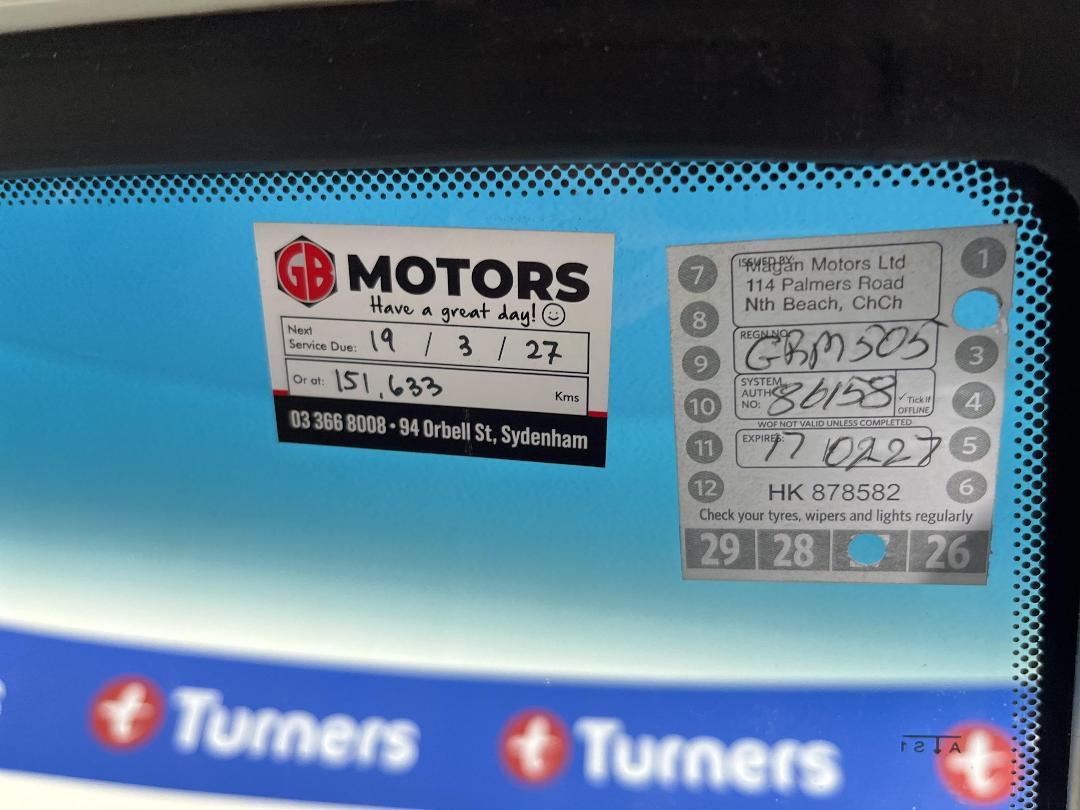 GB MOTORS
Have a great day!
Next
Service Due: 19 / 3 / 27
Or at: 151,633 Kms
03 366 8008 • 94 Orbell St, Sydenham
ISSUED BY:
Magan Motors Ltd
114 Palmers Road
Nth Beach, ChCh
REGN NO:
GRM505
SYSTEM
AUTH
NO: 86158
✓ Tick if
OFFLINE
WOF NOT VALID UNLESS COMPLETED
EXPIRES:
HK 878582
Check your tyres, wipers and lights regularly
7
8
9
10
11
12
1
3
4
5
6
29 28 26
Turners Turners